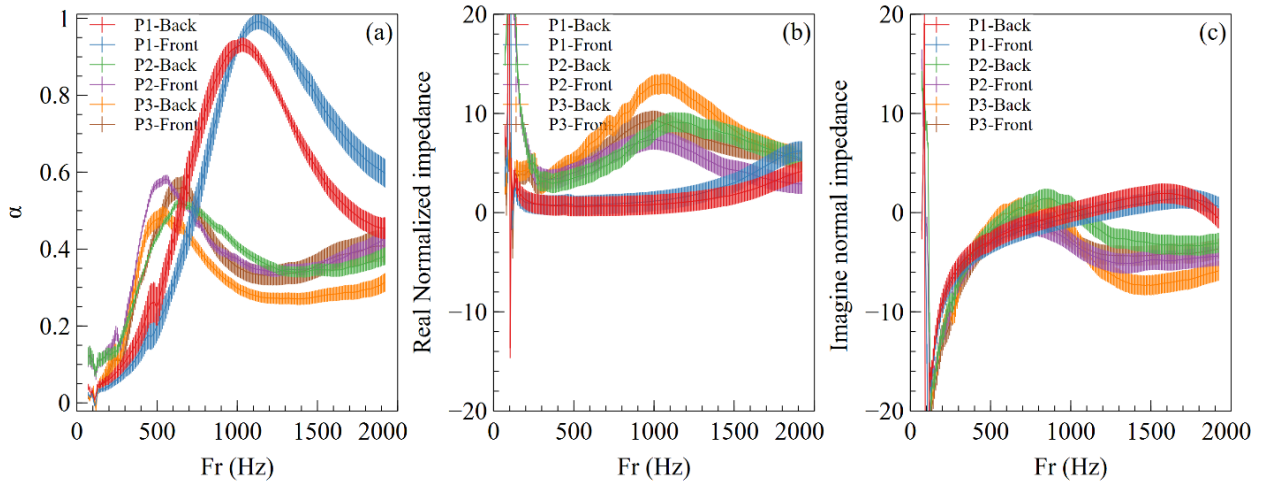 (a)
P1-Back
P1-Front
P2-Back
P2-Front
P3-Back
P3-Front
1
0.8
0.6
0.4
0.2
0
α
0
500
1000
1500
2000
Fr (Hz)
(b)
P1-Back
P1-Front
P2-Back
P2-Front
P3-Back
P3-Front
20
10
0
−10
−20
Real Normalized impedance
0
500
1000
1500
2000
Fr (Hz)
(c)
P1-Back
P1-Front
P2-Back
P2-Front
P3-Back
P3-Front
20
10
0
−10
−20
Imagine normal impedance
0
500
1000
1500
2000
Fr (Hz)